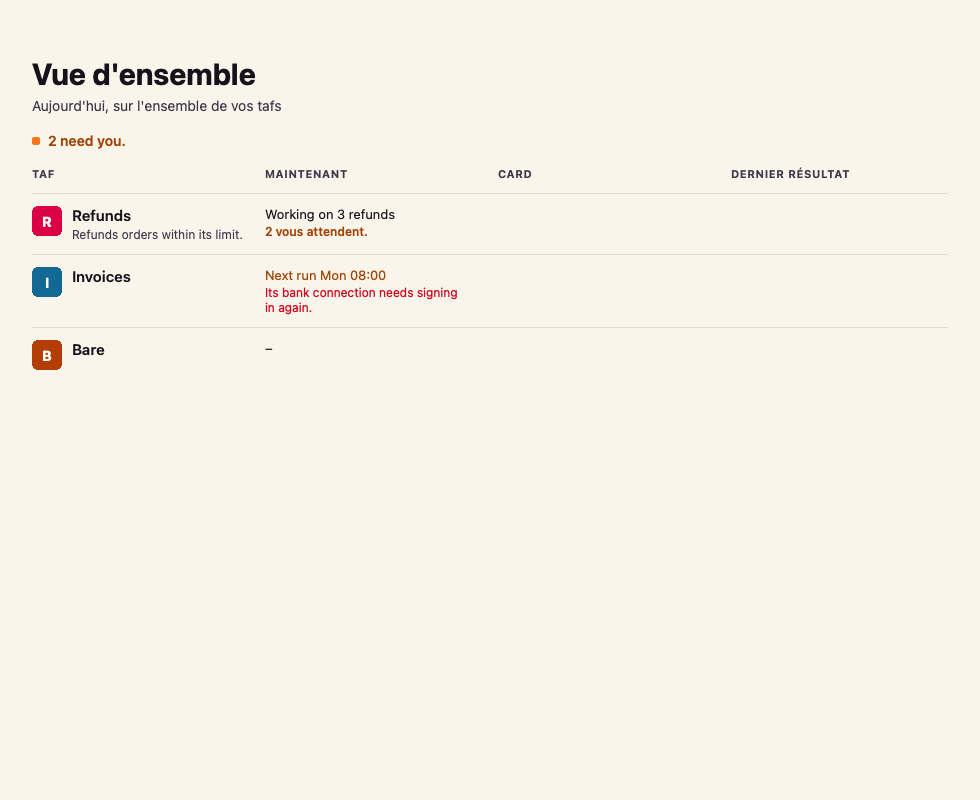 Vue d'ensemble
Aujourd'hui, sur l'ensemble de vos tafs
2 need you.
TAF MAINTENANT CARD DERNIER RÉSULTAT
R Refunds Working on 3 refunds
Refunds orders within its limit. 2 vous attendent.
I Invoices Next run Mon 08:00
Its bank connection needs signing
in again.
B Bare –